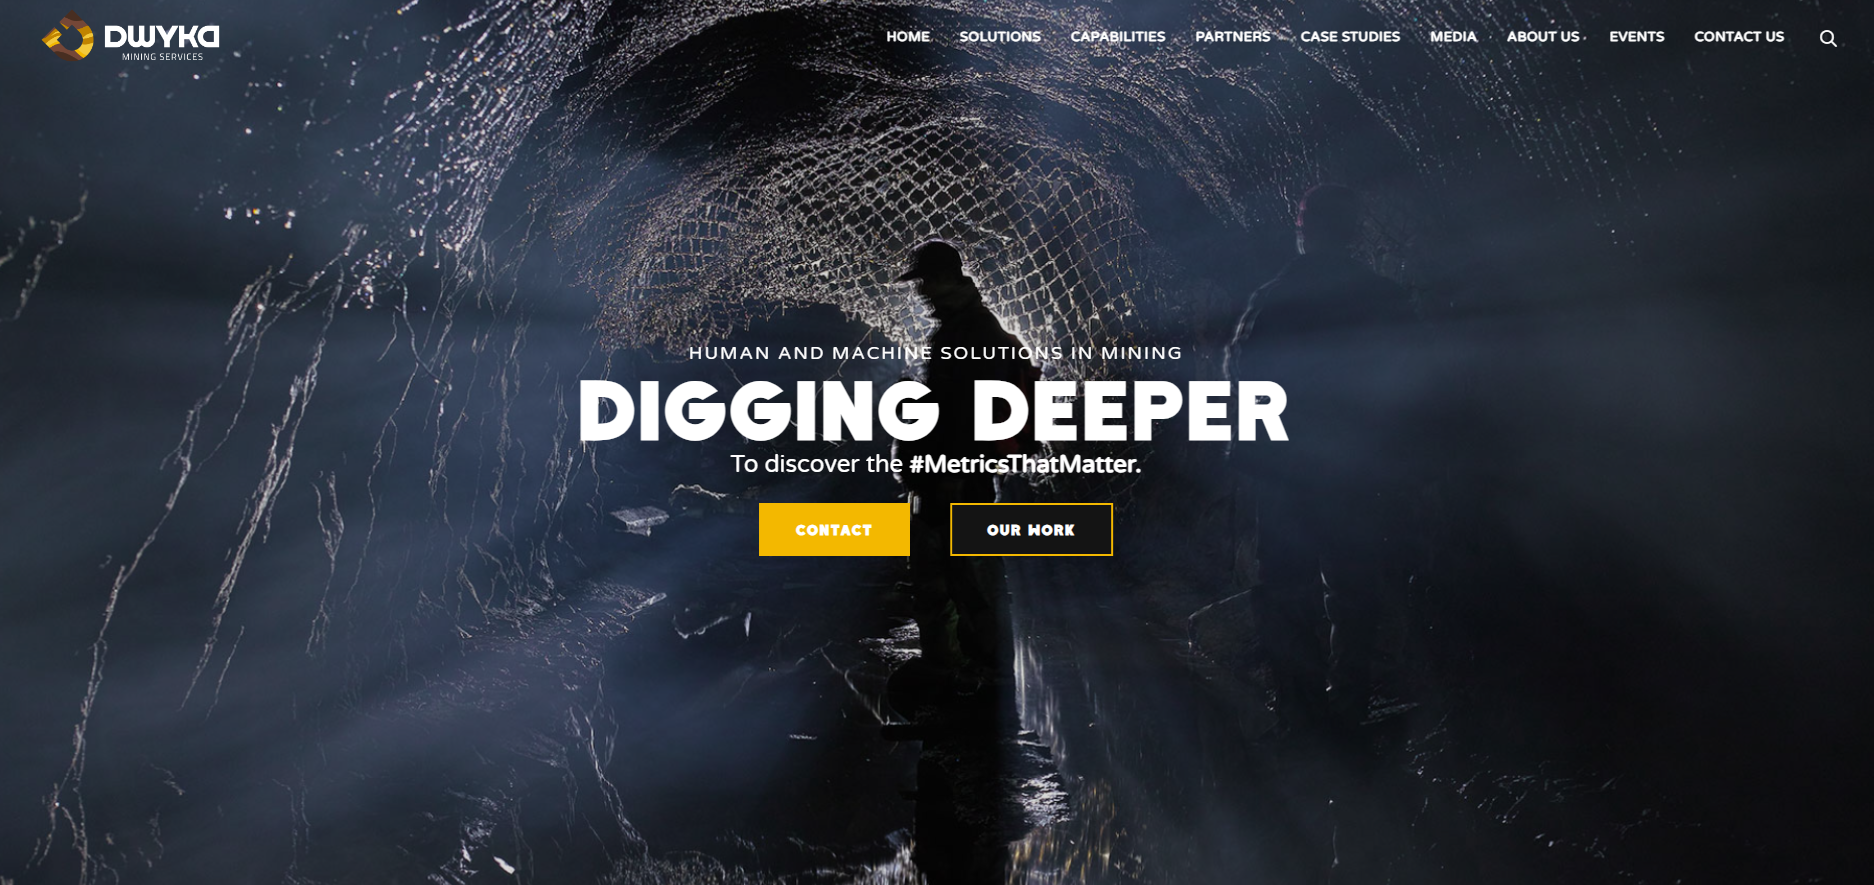 DWYKA
MINING SERVICES
HOME SOLUTIONS CAPABILITIES PARTNERS CASE STUDIES MEDIA ABOUT US EVENTS CONTACT US
HUMAN AND MACHINE SOLUTIONS IN MINING
DIGGING DEEPER
To discover the #MetricsThatMatter.
CONTACT OUR WORK